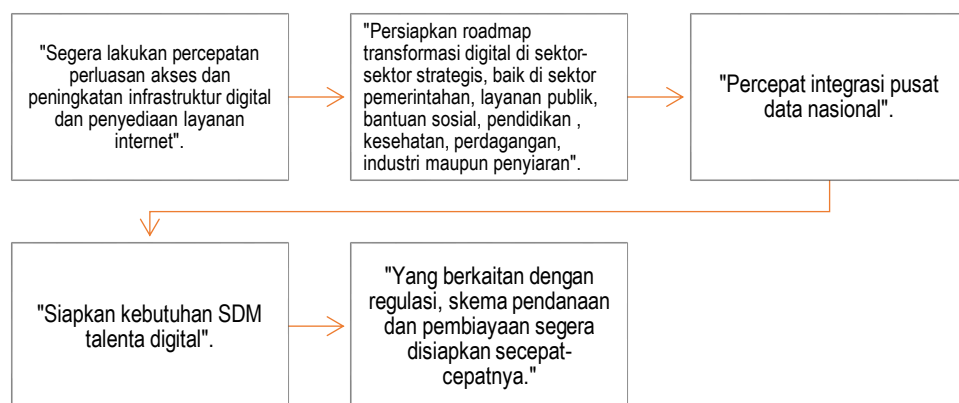 "Segera lakukan percepatan
perluasan akses dan
peningkatan infrastruktur digital
dan penyediaan layanan
internet".
"Persiapkan roadmap
transformasi digital di sektor-
sektor strategis, baik di sektor
pemerintahan, layanan publik,
bantuan sosial, pendidikan ,
kesehatan, perdagangan,
industri maupun penyiaran".
"Percepat integrasi pusat
data nasional".
"Siapkan kebutuhan SDM
talenta digital".
"Yang berkaitan dengan
regulasi, skema pendanaan
dan pembiayaan segera
disiapkan secepat-
cepatnya."